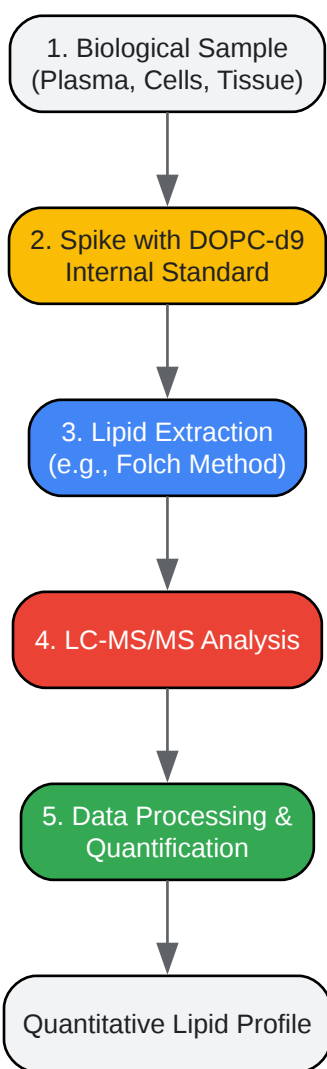 1. Biological Sample
(Plasma, Cells, Tissue)
2. Spike with DOPC-d9
Internal Standard
3. Lipid Extraction
(e.g., Folch Method)
4. LC-MS/MS Analysis
5. Data Processing &
Quantification
Quantitative Lipid Profile